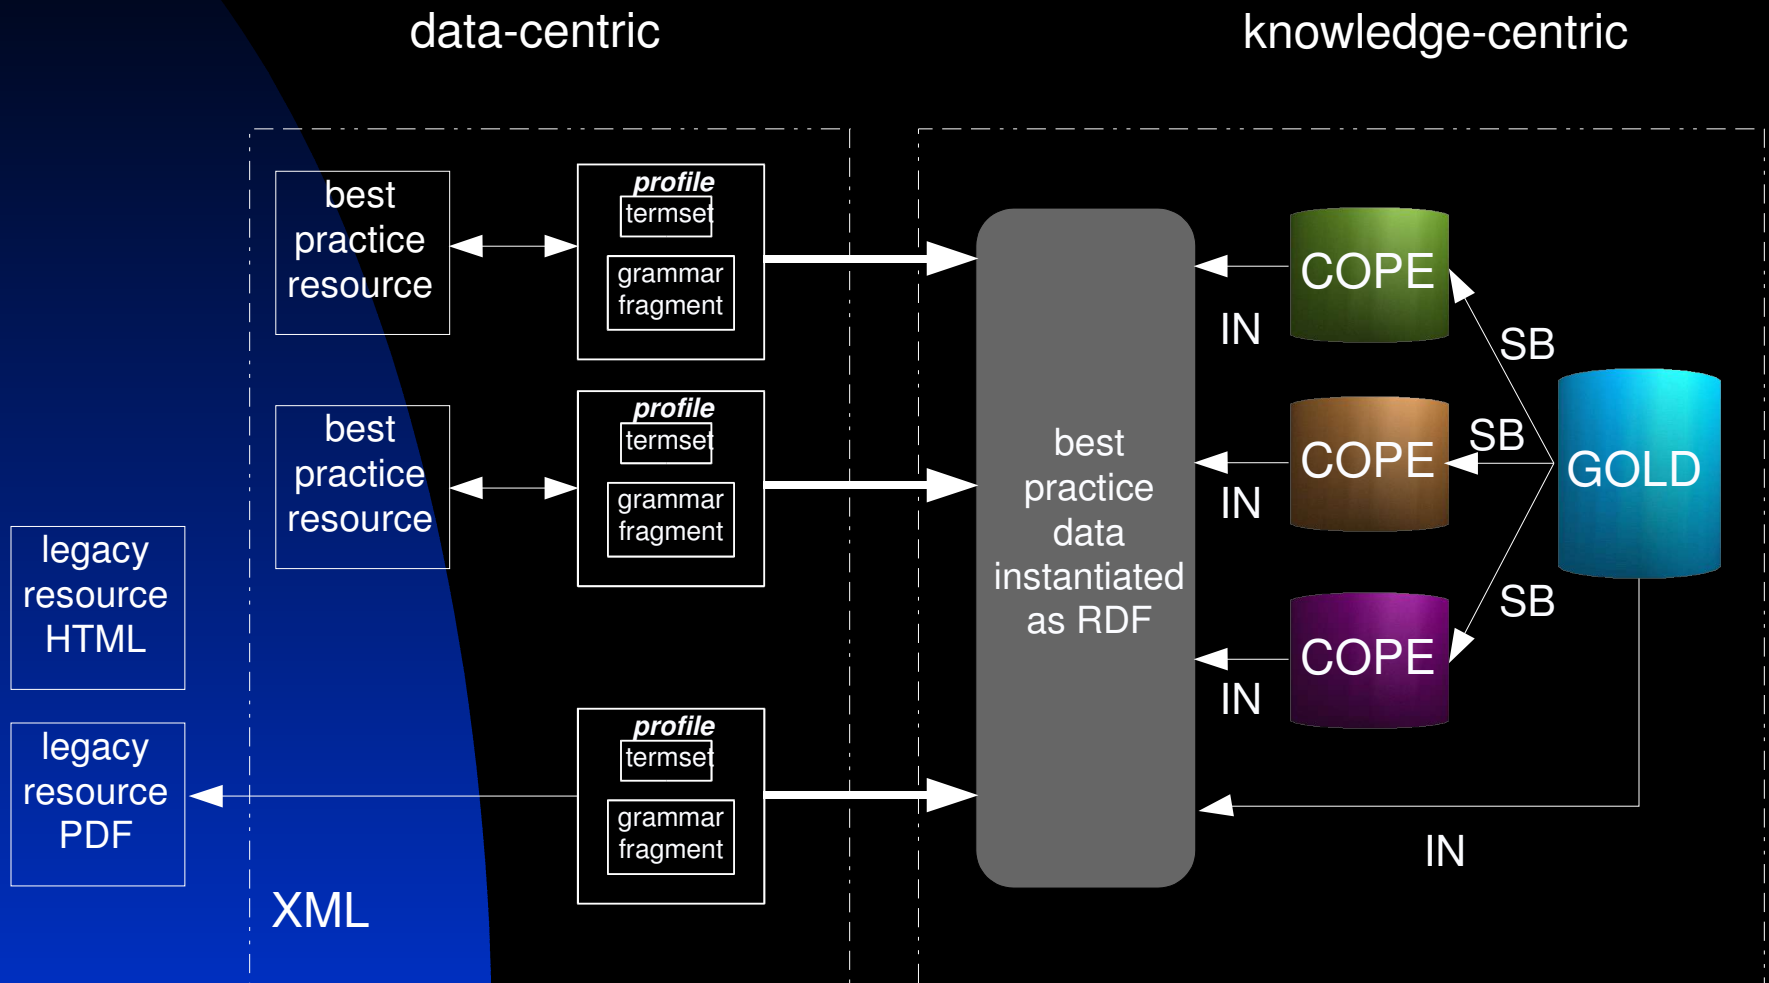 data-centric
knowledge-centric
best
practice
resource
profile
termset
grammar
fragment
best
practice
resource
profile
termset
grammar
fragment
legacy
resource
HTML
legacy
resource
PDF
profile
termset
grammar
fragment
XML
best
practice
data
instantiated
as RDF
COPE
IN
SB
COPE
IN
SB
GOLD
COPE
IN
SB
IN